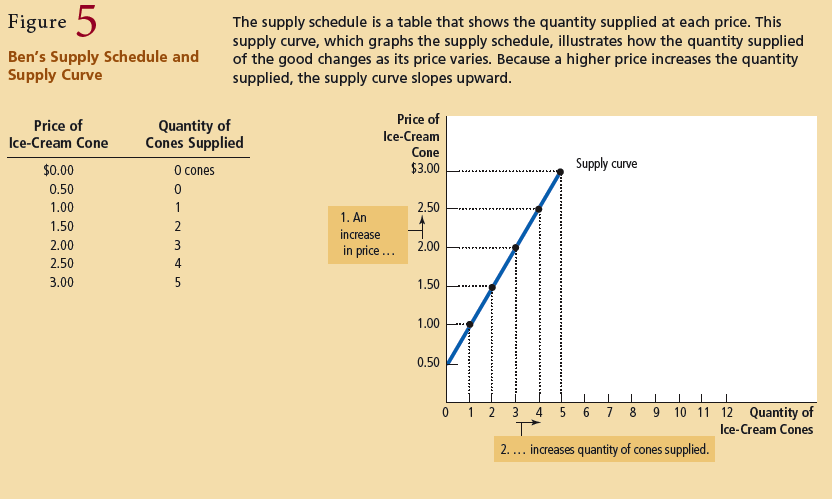 Figure 5
Ben's Supply Schedule and
Supply Curve
The supply schedule is a table that shows the quantity supplied at each price. This
supply curve, which graphs the supply schedule, illustrates how the quantity supplied
of the good changes as its price varies. Because a higher price increases the quantity
supplied, the supply curve slopes upward.
Price of Quantity of
Ice-Cream Cone Cones Supplied
$0.00 0 cones
0.50 0
1.00 1
1.50 2
2.00 3
2.50 4
3.00 5
Price of
Ice-Cream
Cone
$3.00
2.50
2.00
1.50
1.00
0.50
Supply curve
1. An
increase
in price ...
0 1 2 3 4 5 6 7 8 9 10 11 12 Quantity of
Ice-Cream Cones
2. ... increases quantity of cones supplied.